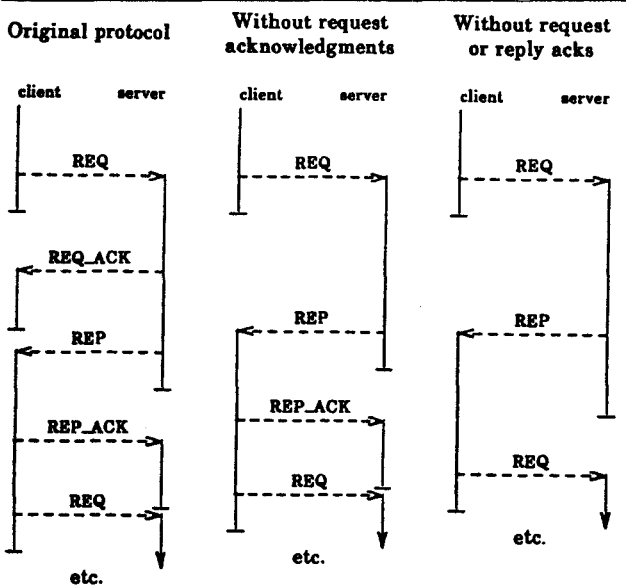 Original protocol
client server
REQ
REQ_ACK
REP
REP_ACK
REQ
etc.
Without request
acknowledgments
client server
REQ
REP
REP_ACK
REQ
etc.
Without request
or reply acks
client server
REQ
REP
REQ
etc.